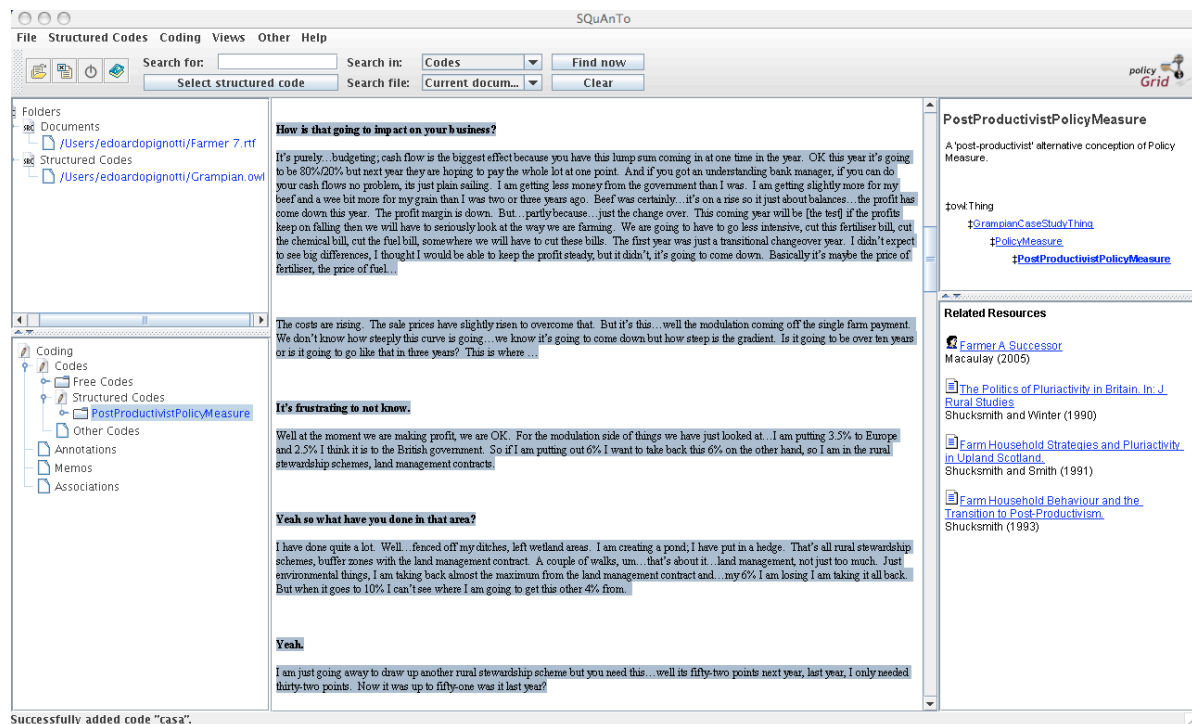 SQuAnTo
File Structured Codes Coding Views Other Help
Search for: Search in: Codes Find now
Select structured code Search file: Current docum... Clear
policy
Grid
Folders
src Documents
/Users/edoardopignotti/Farmer 7.rtf
src Structured Codes
/Users/edoardopignotti/Grampian.owl
Coding
Codes
Free Codes
Structured Codes
PostProductivistPolicyMeasure
Other Codes
Annotations
Memos
Associations
How is that going to impact on your business?
It's purely…budgeting; cash flow is the biggest effect because you have this lump sum coming in at one time in the year. OK this year it's going
to be 80%/20% but next year they are hoping to pay the whole lot at one point. And if you got an understanding bank manager, if you can do
your cash flows no problem, its just plain sailing. I am getting less money from the government than I was. I am getting slightly more for my
beef and a wee bit more for my grain than I was two or three years ago. Beef was certainly…it's on a rise so it just about balances…the profit has
come down this year. The profit margin is down. But…partly because…just the change over. This coming year will be [the test] if the profits
keep on falling then we will have to seriously look at the way we are farming. We are going to have to go less intensive, cut this fertiliser bill, cut
the chemical bill, cut the fuel bill, somewhere we will have to cut these bills. The first year was just a transitional changeover year. I didn't expect
to see big differences, I thought I would be able to keep the profit steady, but it didn't, it's going to come down. Basically it's maybe the price of
fertiliser, the price of fuel…
The costs are rising. The sale prices have slightly risen to overcome that. But it's this…well the modulation coming off the single farm payment.
We don't know how steeply this curve is going…we know it's going to come down but how steep is the gradient. Is it going to be over ten years
or is it going to go like that in three years? This is where …
It's frustrating to not know.
Well at the moment we are making profit, we are OK. For the modulation side of things we have just looked at…I am putting 3.5% to Europe
and 2.5% I think it is to the British government. So if I am putting out 6% I want to take back this 6% on the other hand, so I am in the rural
stewardship schemes, land management contracts.
Yeah so what have you done in that area?
I have done quite a lot. Well…fenced off my ditches, left wetland areas. I am creating a pond; I have put in a hedge. That's all rural stewardship
schemes, buffer zones with the land management contract. A couple of walks, um…that's about it…land management, not just too much. Just
environmental things, I am taking back almost the maximum from the land management contract and…my 6% I am losing I am taking it all back.
But when it goes to 10% I can't see where I am going to get this other 4% from.
Yeah.
I am just going away to draw up another rural stewardship scheme but you need this…well its fifty-two points next year, last year, I only needed
thirty-two points. Now it was up to fifty-one was it last year?
PostProductivistPolicyMeasure
A 'post-productivist' alternative conception of Policy
Measure.
‡owl:Thing
‡GrampianCaseStudyThing
‡PolicyMeasure
‡PostProductivistPolicyMeasure
Related Resources
Farmer A Successor
Macaulay (2005)
The Politics of Pluriactivity in Britain. In: J
Rural Studies
Shucksmith and Winter (1990)
Farm Household Strategies and Pluriactivity
in Upland Scotland.
Shucksmith and Smith (1991)
Farm Household Behaviour and the
Transition to Post-Productivism.
Shucksmith (1993)
Successfully added code "casa".